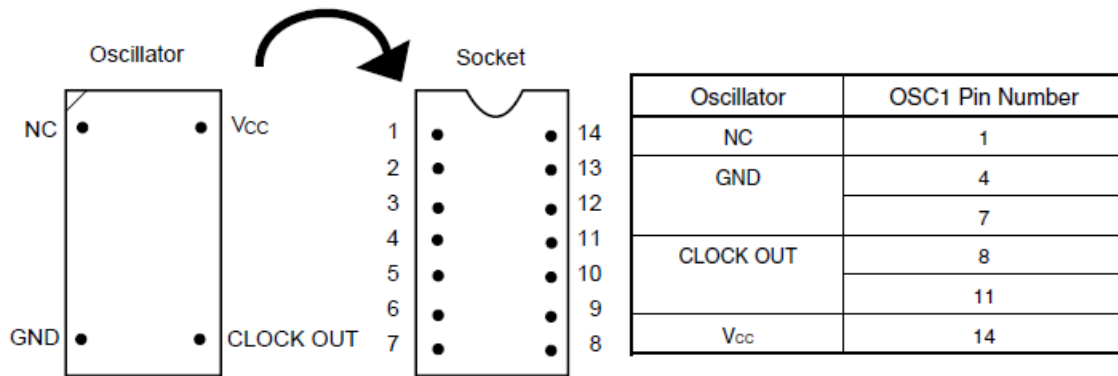 Oscillator
NC
VCC
GND
CLOCK OUT
Socket
1 14
2 13
3 12
4 11
5 10
6 9
7 8
Oscillator OSC1 Pin Number
NC 1
GND 4
7
CLOCK OUT 8
11
VCC 14